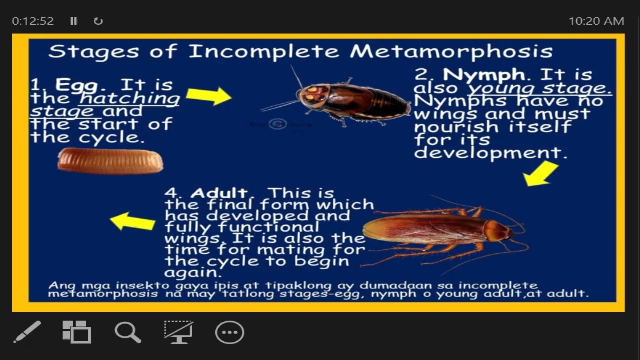 0:12:52
10:20 AM
Stages of Incomplete Metamorphosis
1. Egg. It is
the hatching
stage and
the start of
the cycle.
2. Nymph. It is
also young stage.
Nymphs have no
wings and must
nourish itself
for its
development.
4. Adult. This is
the final form which
has developed and
fully functional
wings. It is also the
time for mating for
the cycle to begin
again.
Ang mga insekto gaya ipis at tipaklong ay dumadaan sa incomplete
metamorphosis na may tatlong stages-egg, nymph o young adult,at adult.